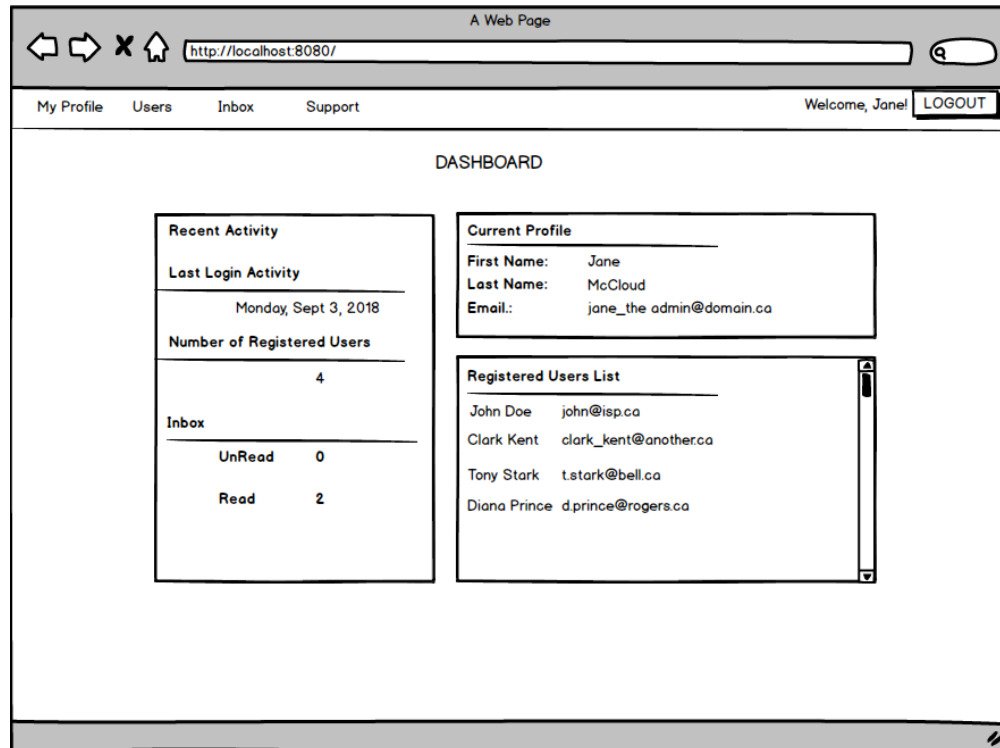 A Web Page
http://localhost:8080/
My Profile Users Inbox Support Welcome, Jane! LOGOUT
DASHBOARD
Recent Activity
Last Login Activity
Monday, Sept 3, 2018
Number of Registered Users
4
Inbox
UnRead 0
Read 2
Current Profile
First Name: Jane
Last Name: McCloud
Email.: jane_the admin@domain.ca
Registered Users List
John Doe john@isp.ca
Clark Kent clark_kent@another.ca
Tony Stark t.stark@bell.ca
Diana Prince d.prince@rogers.ca